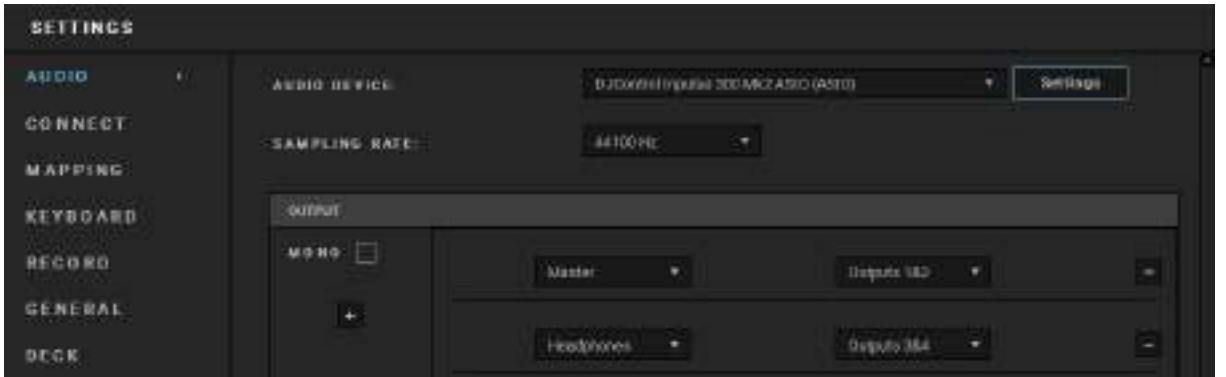 SETTINGS
AUDIO
AUDIO DEVICE:
DJControl Inpulse 300 MK2 ASIO (ASIO)
Settings
CONNECT
SAMPLING RATE:
44100 Hz
MAPPING
KEYBOARD
OUTPUT
RECORD
MONO
Master
Outputs 1&2
GENERAL
DECK
Headphones
Outputs 3&4